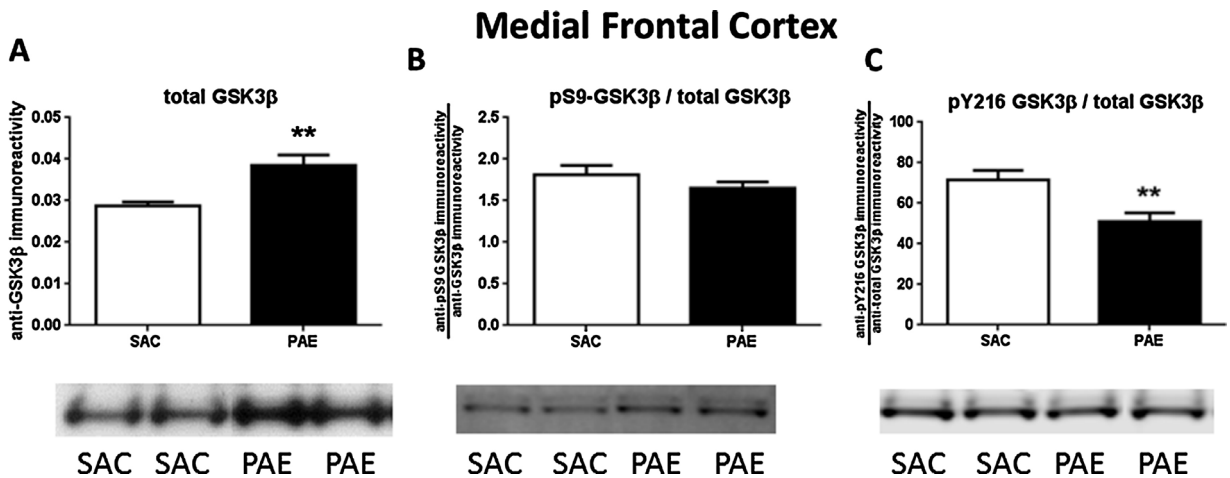 Medial Frontal Cortex
A
total GSK3β
anti-GSK3β immunoreactivity
0.05
0.04
0.03
0.02
0.01
0.00
**
SAC PAE
SAC SAC PAE PAE
B
pS9-GSK3β / total GSK3β
anti-pS9 GSK3β immunoreactivity
anti-GSK3β immunoreactivity
2.5
2.0
1.5
1.0
0.5
0.0
SAC PAE
SAC SAC PAE PAE
C
pY216 GSK3β / total GSK3β
anti-pY216 GSK3β immunoreactivity
anti-total GSK3β immunoreactivity
100
80
60
40
20
0
**
SAC PAE
SAC SAC PAE PAE